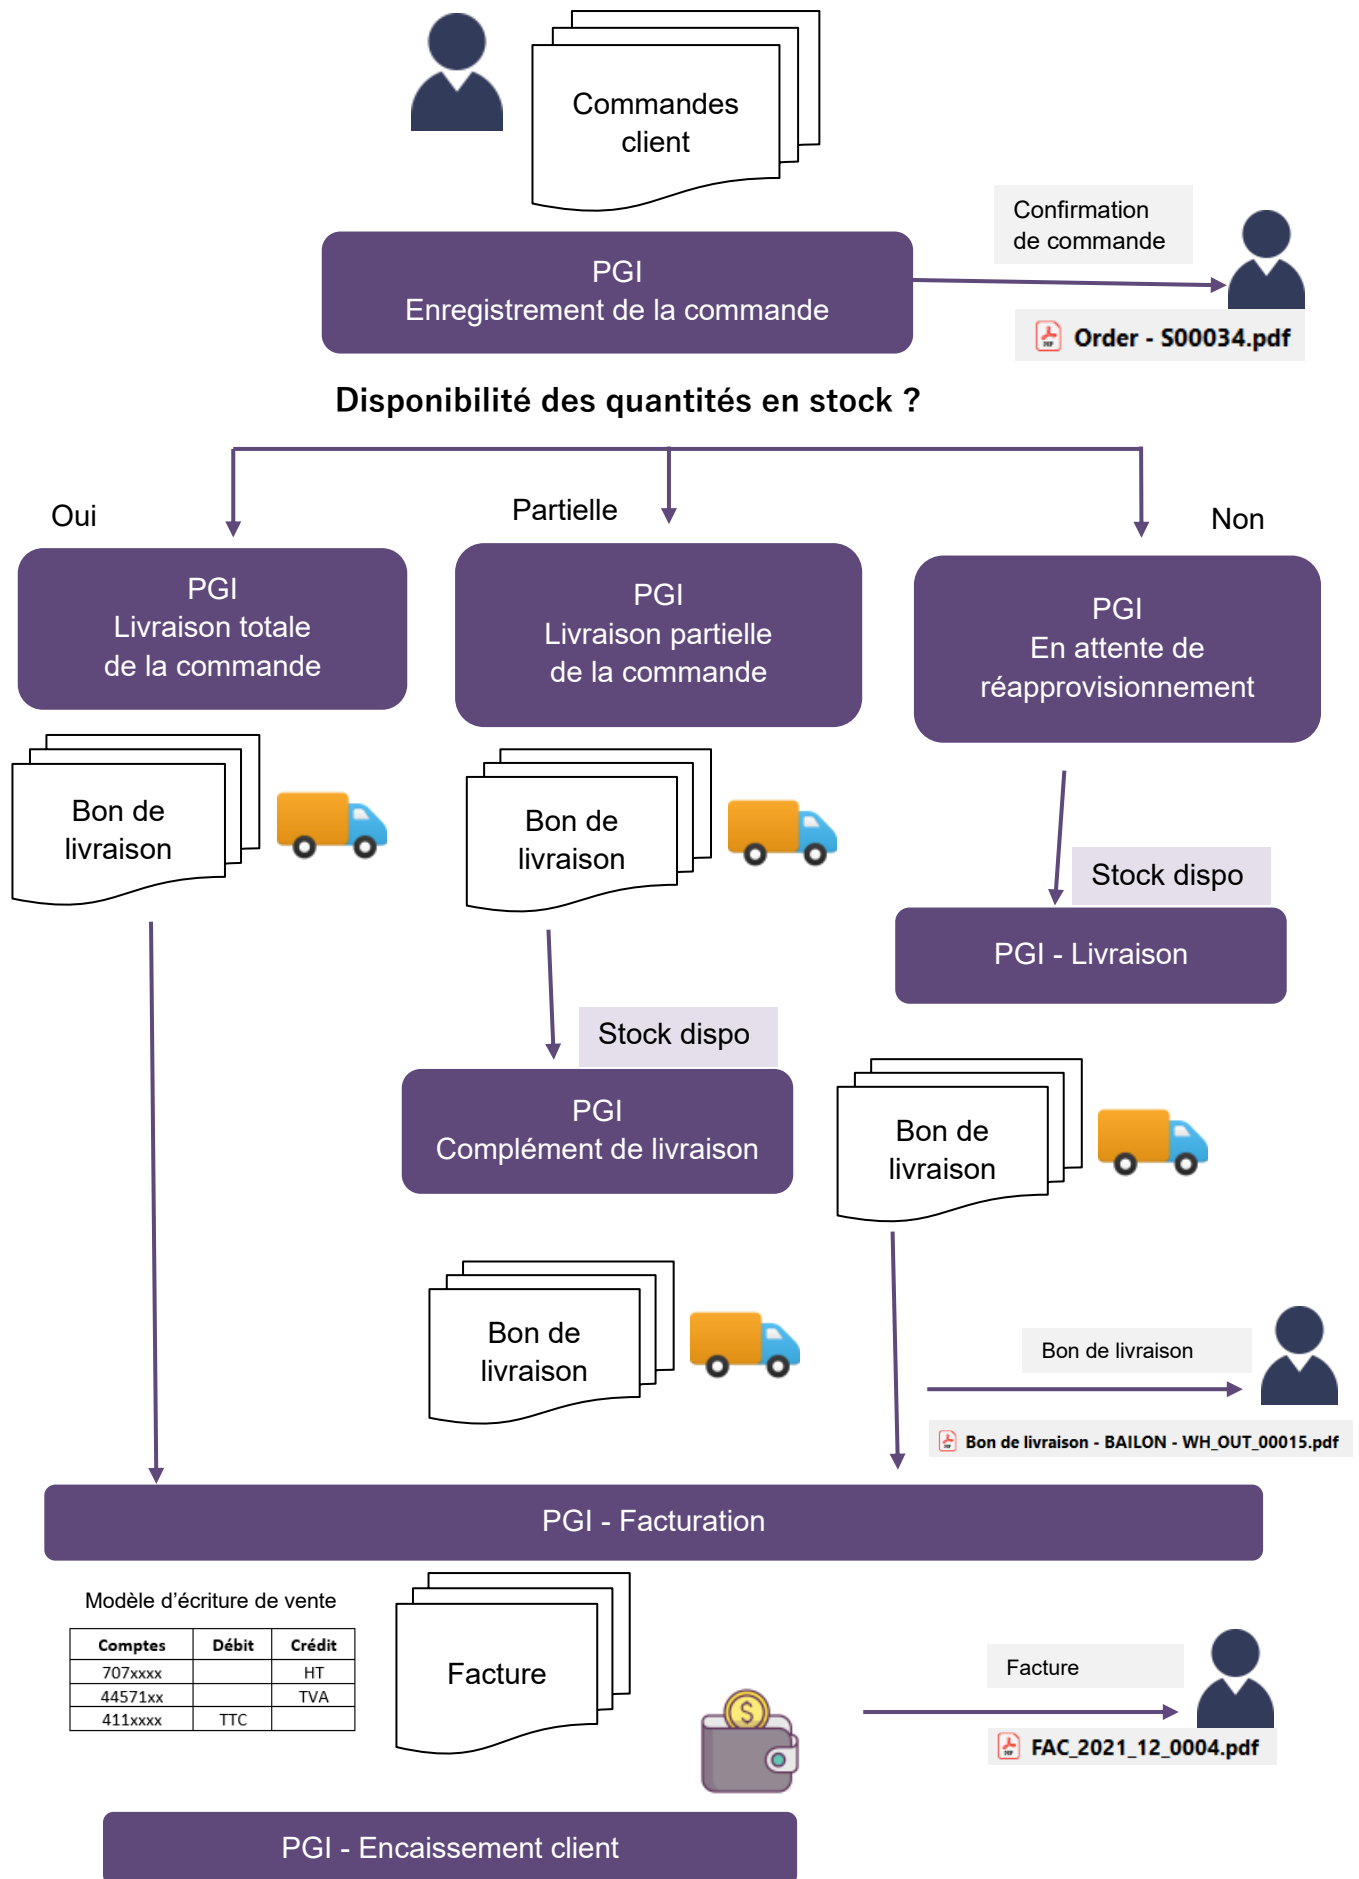 Commandes
client
Confirmation
de commande
PGI
Enregistrement de la commande
Order - S00034.pdf
Disponibilité des quantités en stock ?
Oui
Partielle
Non
PGI
Livraison totale
de la commande
PGI
Livraison partielle
de la commande
PGI
En attente de
réapprovisionnement
Bon de
livraison
Bon de
livraison
Stock dispo
PGI - Livraison
Stock dispo
PGI
Complément de livraison
Bon de
livraison
Bon de
livraison
Bon de livraison
Bon de livraison - BAILON - WH_OUT_00015.pdf
PGI - Facturation
Modèle d’écriture de vente
Comptes Débit Crédit
707xxxx HT
44571xx TVA
411xxxx TTC
Facture
Facture
FAC_2021_12_0004.pdf
PGI - Encaissement client